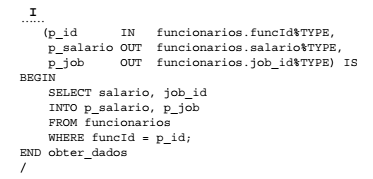 I
......
(p_id IN funcionarios.funcId%TYPE,
p_salario OUT funcionarios.salario%TYPE,
p_job OUT funcionarios.job_id%TYPE) IS
BEGIN
SELECT salario, job_id
INTO p_salario, p_job
FROM funcionarios
WHERE funcId = p_id;
END obter_dados
/